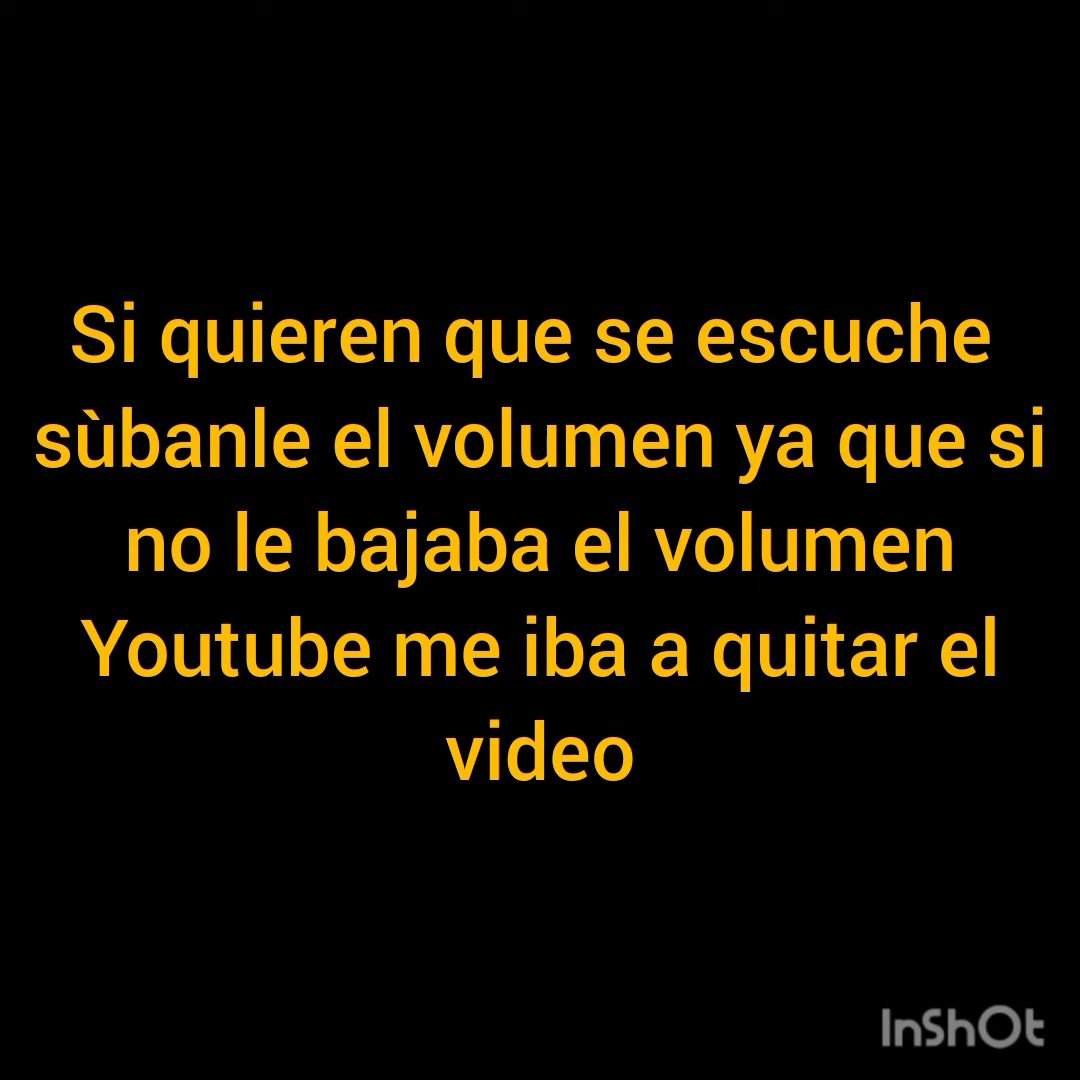 Si quieren que se escuche
sùbanle el volumen ya que si
no le bajaba el volumen
Youtube me iba a quitar el
video
InShOt